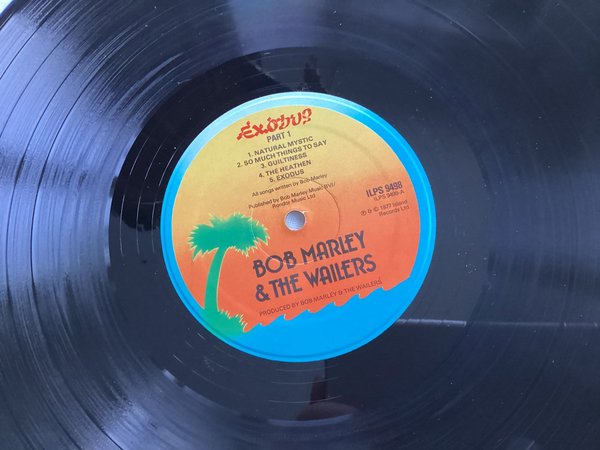 Exodus
PART 1
1. NATURAL MYSTIC
2. SO MUCH THINGS TO SAY
3. GUILTINESS
4. THE HEATHEN
5. EXODUS
All songs written by Bob Marley
Published by Bob Marley Music BVI/
Rondor Music Ltd
ILPS 9498
ILPS 9498-A
℗ & © 1977 Island
Records Ltd
BOB MARLEY
& THE WAILERS
PRODUCED BY BOB MARLEY & THE WAILERS